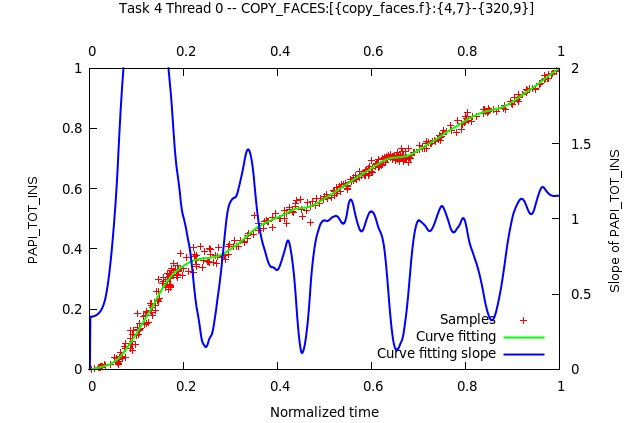 Task 4 Thread 0 -- COPY_FACES:[{copy_faces.f}:{4,7}-{320,9}]
0 0.2 0.4 0.6 0.8 1
1 2
0.8 1.5
0.6
1
0.4
0.5
0.2
0 0
PAPI_TOT_INS
Slope of PAPI_TOT_INS
Samples
Curve fitting
Curve fitting slope
0 0.2 0.4 0.6 0.8 1
Normalized time